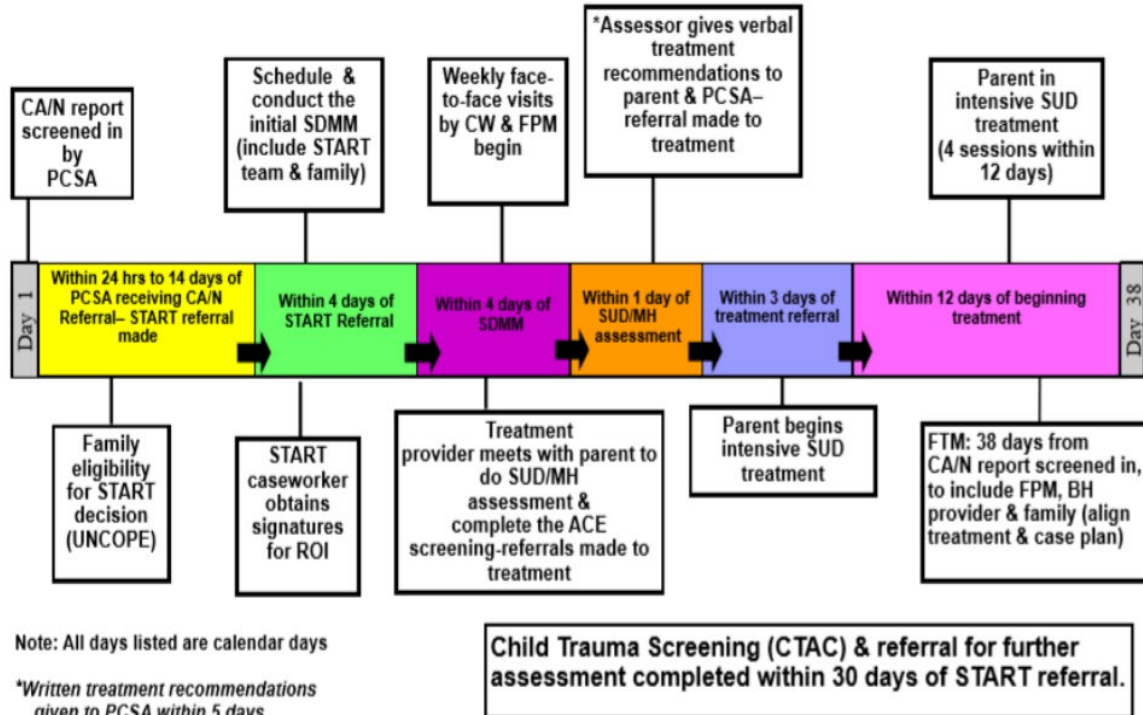 CA/N report
screened in
by
PCSA
Schedule &
conduct the
initial SDMM
(include START
team & family)
Weekly face-
to-face visits
by CW & FPM
begin
*Assessor gives verbal
treatment
recommendations to
parent & PCSA–
referral made to
treatment
Parent in
intensive SUD
treatment
(4 sessions within
12 days)
Day 1
Within 24 hrs to 14 days of
PCSA receiving CA/N
Referral– START referral
made
Within 4 days of
START Referral
Within 4 days of
SDMM
Within 1 day of
SUD/MH
assessment
Within 3 days of
treatment referral
Within 12 days of beginning
treatment
Day 38
Family
eligibility
for START
decision
(UNCOPE)
START
caseworker
obtains
signatures
for ROI
Treatment
provider meets with parent to
do SUD/MH
assessment &
complete the ACE
screening-referrals made to
treatment
Parent begins
intensive SUD
treatment
FTM: 38 days from
CA/N report screened in,
to include FPM, BH
provider & family (align
treatment & case plan)
Note: All days listed are calendar days
*Written treatment recommendations
given to PCSA within 5 days
Child Trauma Screening (CTAC) & referral for further
assessment completed within 30 days of START referral.